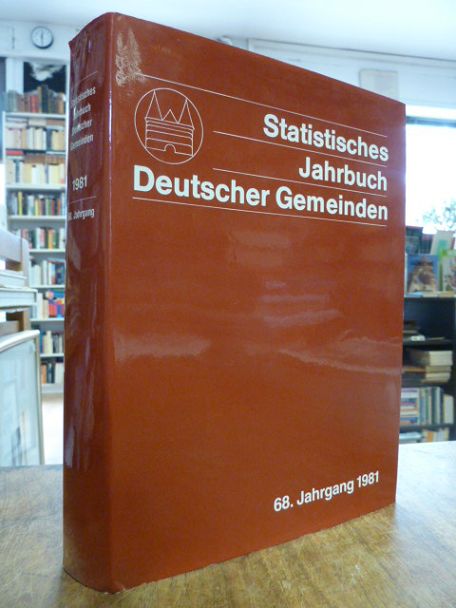 Statistisches
Jahrbuch
Deutscher
Gemeinden
1981
68. Jahrgang
Statistisches
Jahrbuch
Deutscher Gemeinden
68. Jahrgang 1981